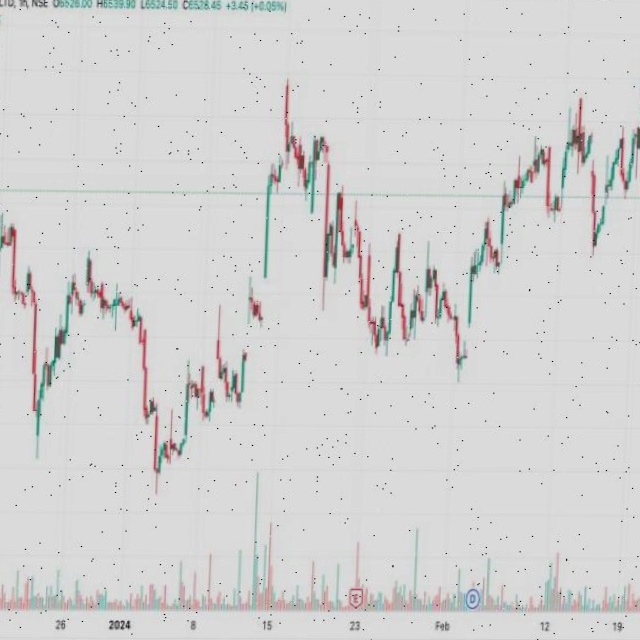 LTD, 1h, NSE O6526.00 H6539.90 L6524.50 C6528.45 +3.45 (+0.05%)
E D
26 2024 8 15 23 Feb 12 19